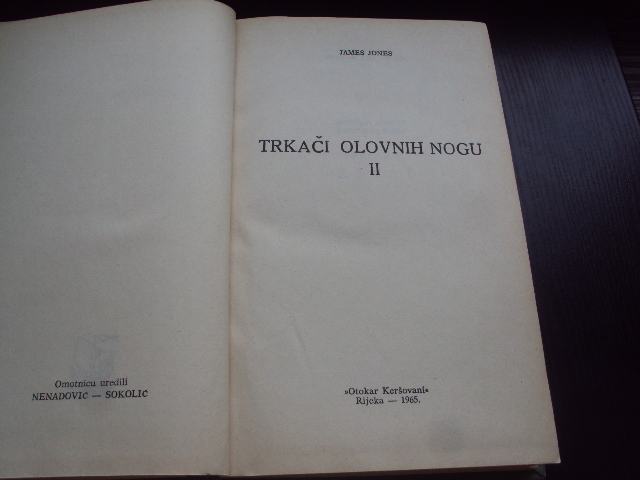 Omotnicu uredili
NENADOVIĆ — SOKOLIĆ
JAMES JONES
TRKAČI OLOVNIH NOGU
II
»Otokar Keršovani«
Rijeka — 1965.